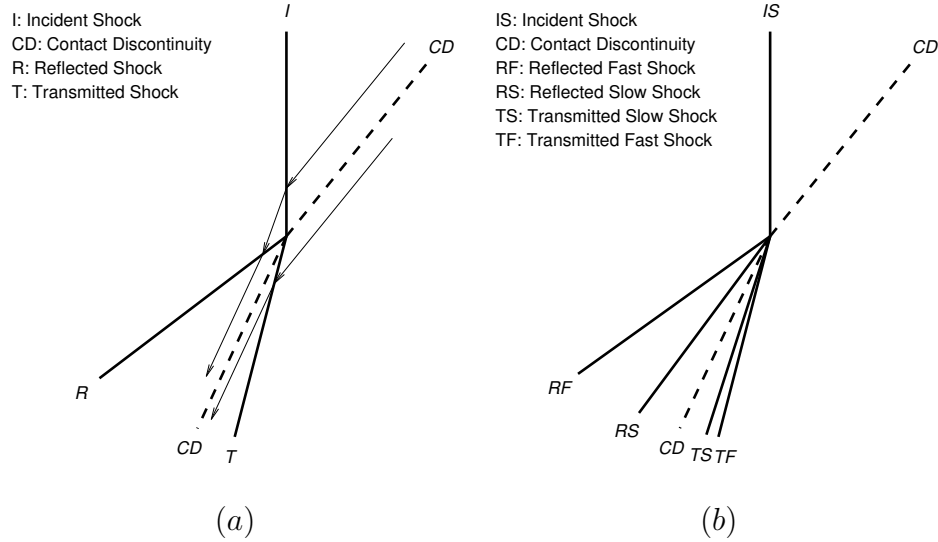 I: Incident Shock
CD: Contact Discontinuity
R: Reflected Shock
T: Transmitted Shock
I
CD
R
CD
T
(a)
IS: Incident Shock
CD: Contact Discontinuity
RF: Reflected Fast Shock
RS: Reflected Slow Shock
TS: Transmitted Slow Shock
TF: Transmitted Fast Shock
IS
CD
RF
RS
CD
TS
TF
(b)